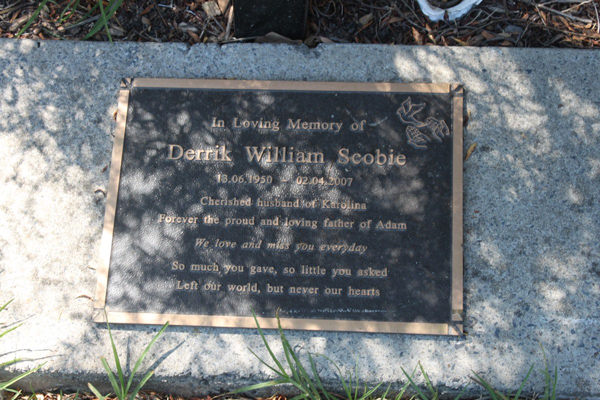 In Loving Memory of
Derrik William Scobie
13.06.1950 02.04.2007
Cherished husband of Karolina
Forever the proud and loving father of Adam
We love and miss you everyday
So much you gave, so little you asked
Left our world, but never our hearts